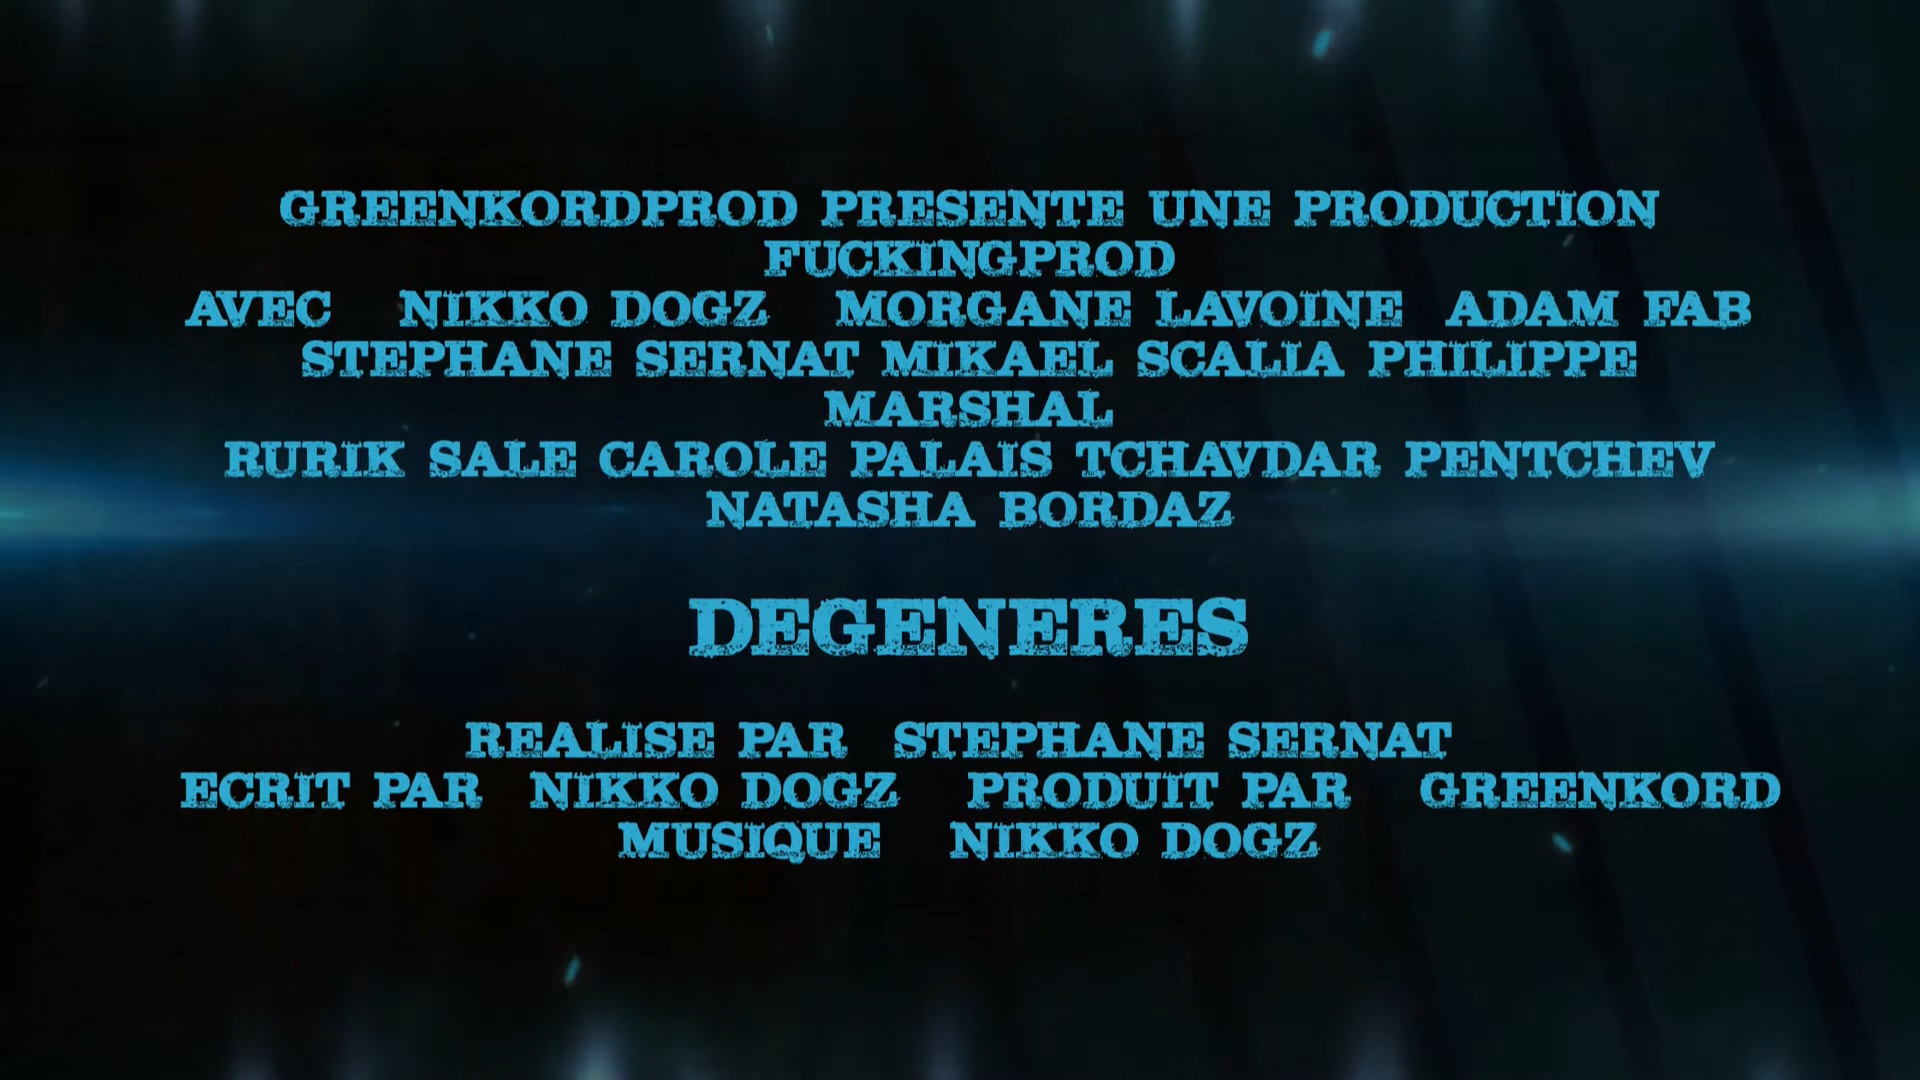 GREENKORDPROD PRESENTE UNE PRODUCTION
FUCKINGPROD
AVEC NIKKO DOGZ MORGANE LAVOINE ADAM FAB
STEPHANE SERNAT MIKAEL SCALIA PHILIPPE
MARSHAL
RURIK SALE CAROLE PALAIS TCHAVDAR PENTCHEV
NATASHA BORDAZ
DEGENERES
REALISE PAR STEPHANE SERNAT
ECRIT PAR NIKKO DOGZ PRODUIT PAR GREENKORD
MUSIQUE NIKKO DOGZ